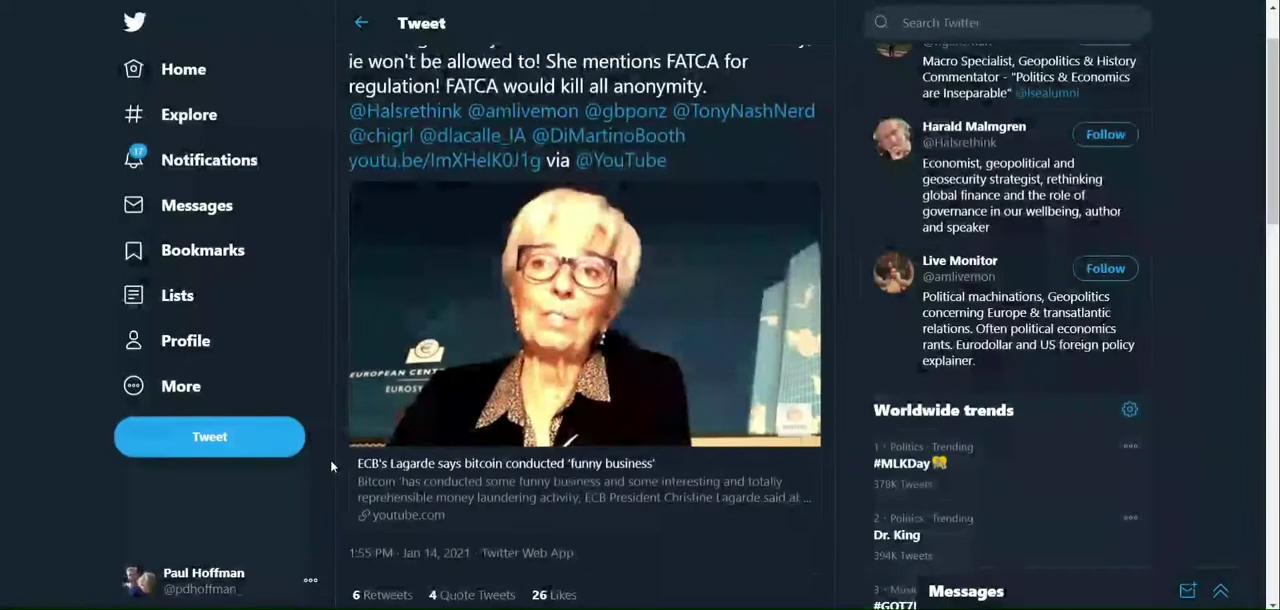 Home
Explore
17
Notifications
Messages
Bookmarks
Lists
Profile
More
Tweet
Paul Hoffman
@pdhoffman_
Tweet
ie won't be allowed to! She mentions FATCA for
regulation! FATCA would kill all anonymity.
@Halsrethink @amlivemon @gbponz @TonyNashNerd
@chigrl @dlacalle_IA @DiMartinoBooth
youtu.be/ImXHelK0J1g via @YouTube
EUROPEAN CENT
EUROSY
ECB's Lagarde says bitcoin conducted 'funny business'
Bitcoin 'has conducted some funny business and some interesting and totally
reprehensible money laundering activity, ECB President Christine Lagarde said al ...
youtube.com
1:55 PM · Jan 14, 2021 · Twitter Web App
6 Retweets 4 Quote Tweets 26 Likes
Search Twitter
Macro Specialist, Geopolitics & History
Commentator - "Politics & Economics
are Inseparable" @lsealumni
Harald Malmgren
@Halsrethink
Follow
Economist, geopolitical and
geosecurity strategist, rethinking
global finance and the role of
governance in our wellbeing, author
and speaker
Live Monitor
@amlivemon
Follow
Political machinations, Geopolitics
concerning Europe & transatlantic
relations. Often political economics
rants. Eurodollar and US foreign policy
explainer.
Worldwide trends
1 · Politics · Trending
#MLKDay
378K Tweets
2 · Politics · Trending
Dr. King
394K Tweets
3 · Music
#GOT7
Messages